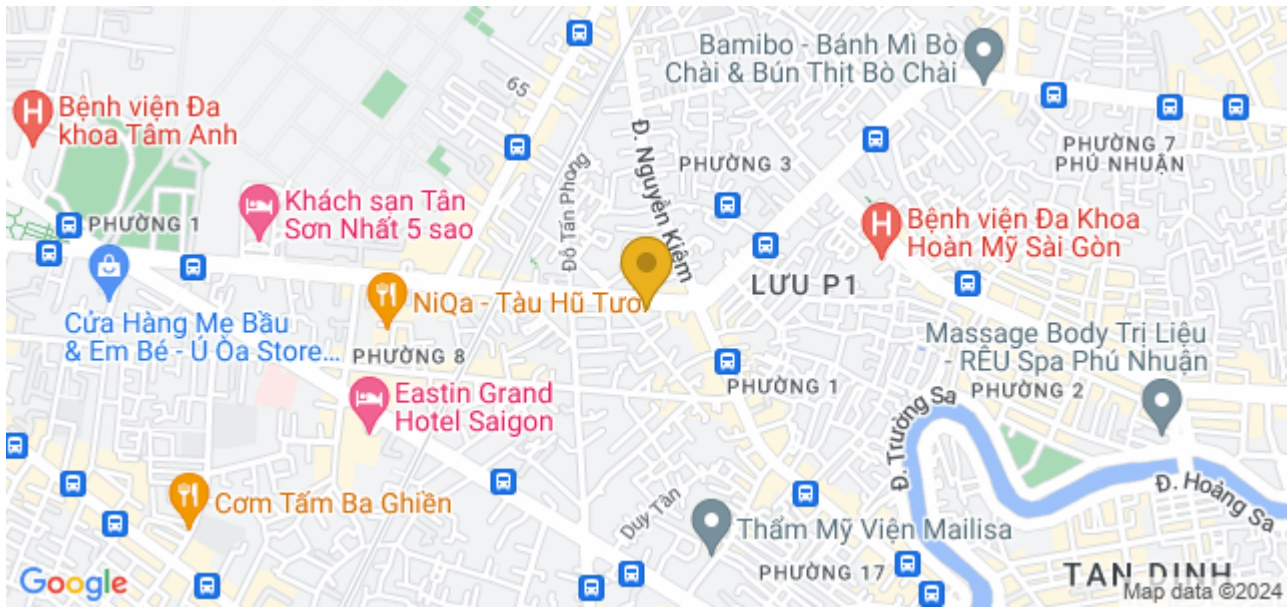 Bamibo - Bánh Mì Bò
Chài & Bún Thịt Bò Chài
65
Bệnh viện Đa
khoa Tâm Anh
Đ. Nguyễn Kiệm
PHƯỜNG 3
PHƯỜNG 7
PHÚ NHUẬN
Đỗ Tấn Phong
Khách sạn Tân
Sơn Nhất 5 sao
PHƯỜNG 1
Bệnh viện Đa Khoa
Hoàn Mỹ Sài Gòn
LƯU P1
NiQa - Tàu Hũ Tươi
Cửa Hàng Mẹ Bầu
& Em Bé - Ú Òa Store...
PHƯỜNG 8
Massage Body Trị Liệu
- RÊU Spa Phú Nhuận
PHƯỜNG 1
PHƯỜNG 2
Eastin Grand
Hotel Saigon
Đ. Trường Sa
Đ. Hoàng Sa
Cơm Tấm Ba Ghiền
Duy Tân
Thẩm Mỹ Viện Mailisa
PHƯỜNG 17
TAN DINH
Google
Map data ©2024